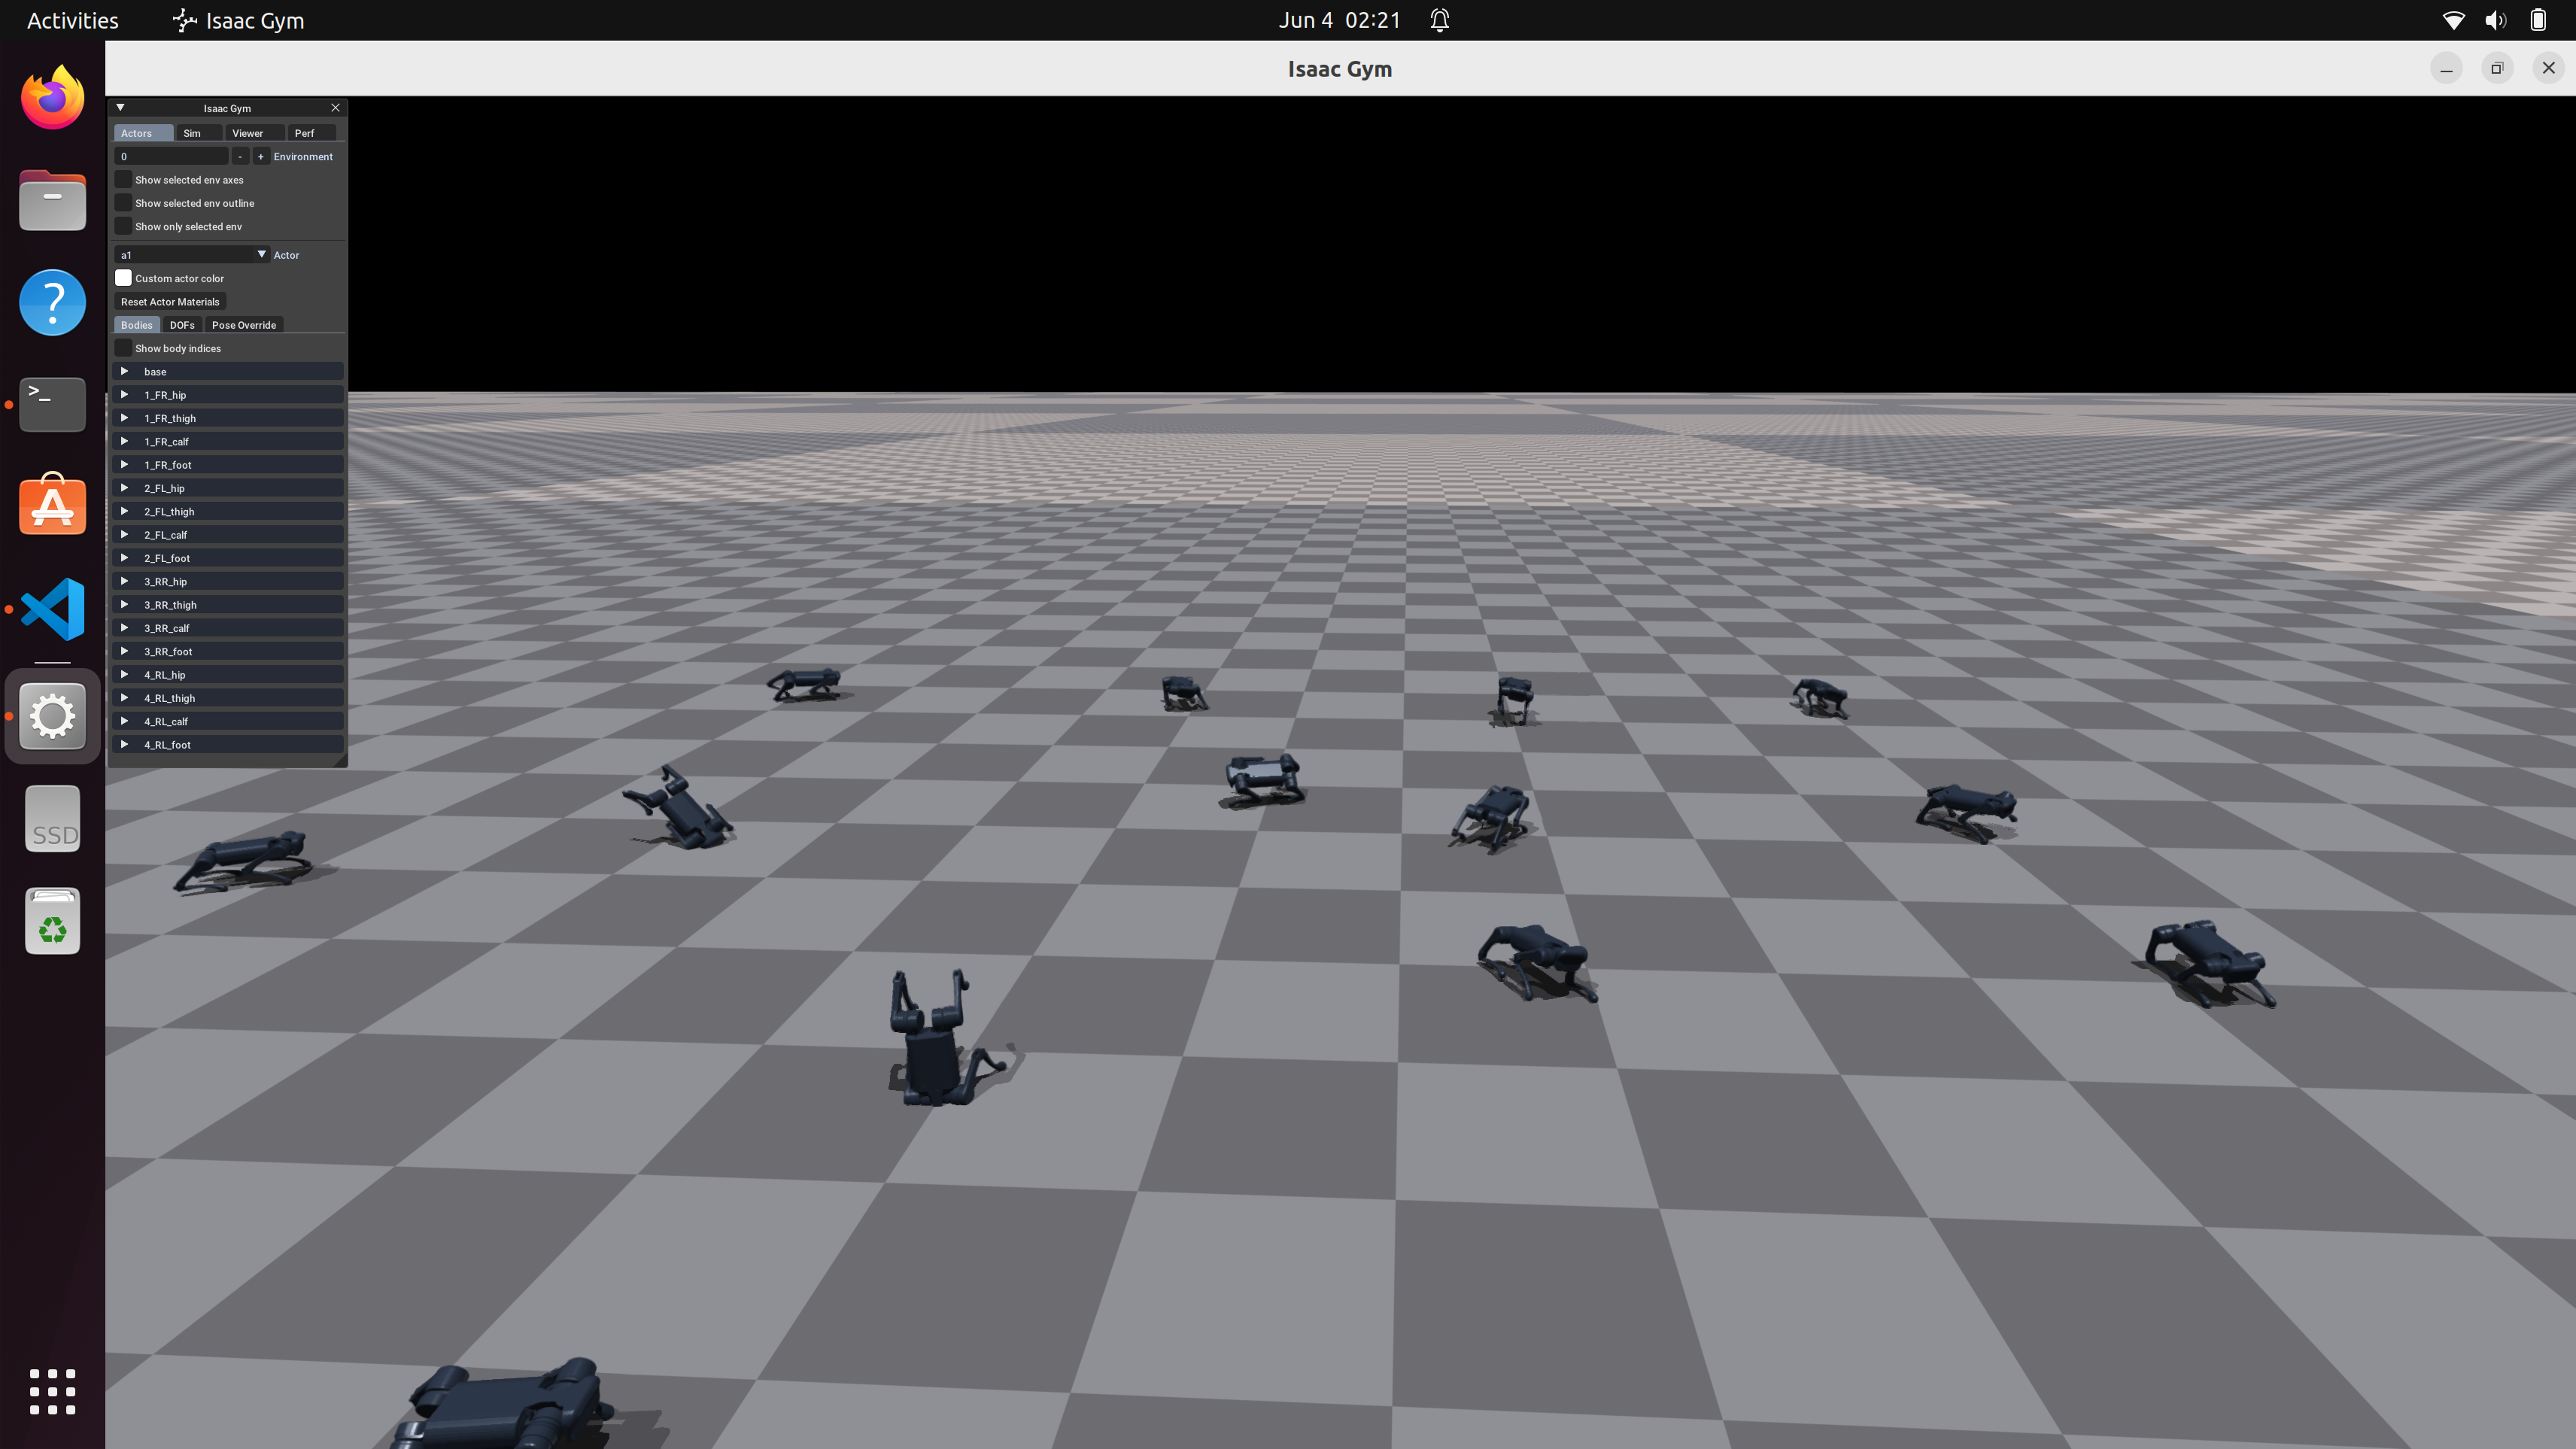 Activities Isaac Gym Jun 4 02:21
Isaac Gym
Isaac Gym
Actors Sim Viewer Perf
0 - + Environment
Show selected env axes
Show selected env outline
Show only selected env
a1 Actor
Custom actor color
Reset Actor Materials
Bodies DOFs Pose Override
Show body indices
base
1_FR_hip
1_FR_thigh
1_FR_calf
1_FR_foot
2_FL_hip
2_FL_thigh
2_FL_calf
2_FL_foot
3_RR_hip
3_RR_thigh
3_RR_calf
3_RR_foot
4_RL_hip
4_RL_thigh
4_RL_calf
4_RL_foot
?
>_
SSD